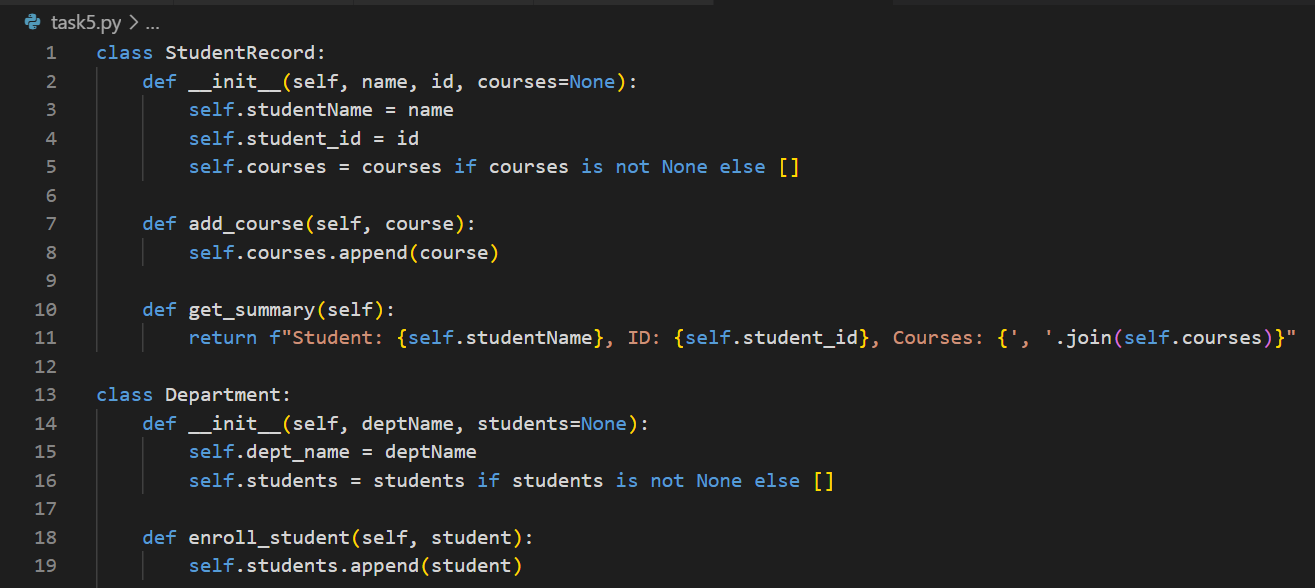 task5.py > ...
1 class StudentRecord:
2     def __init__(self, name, id, courses=None):
3         self.studentName = name
4         self.student_id = id
5         self.courses = courses if courses is not None else []
6
7     def add_course(self, course):
8         self.courses.append(course)
9
10     def get_summary(self):
11         return f"Student: {self.studentName}, ID: {self.student_id}, Courses: {', '.join(self.courses)}"
12
13 class Department:
14     def __init__(self, deptName, students=None):
15         self.dept_name = deptName
16         self.students = students if students is not None else []
17
18     def enroll_student(self, student):
19         self.students.append(student)